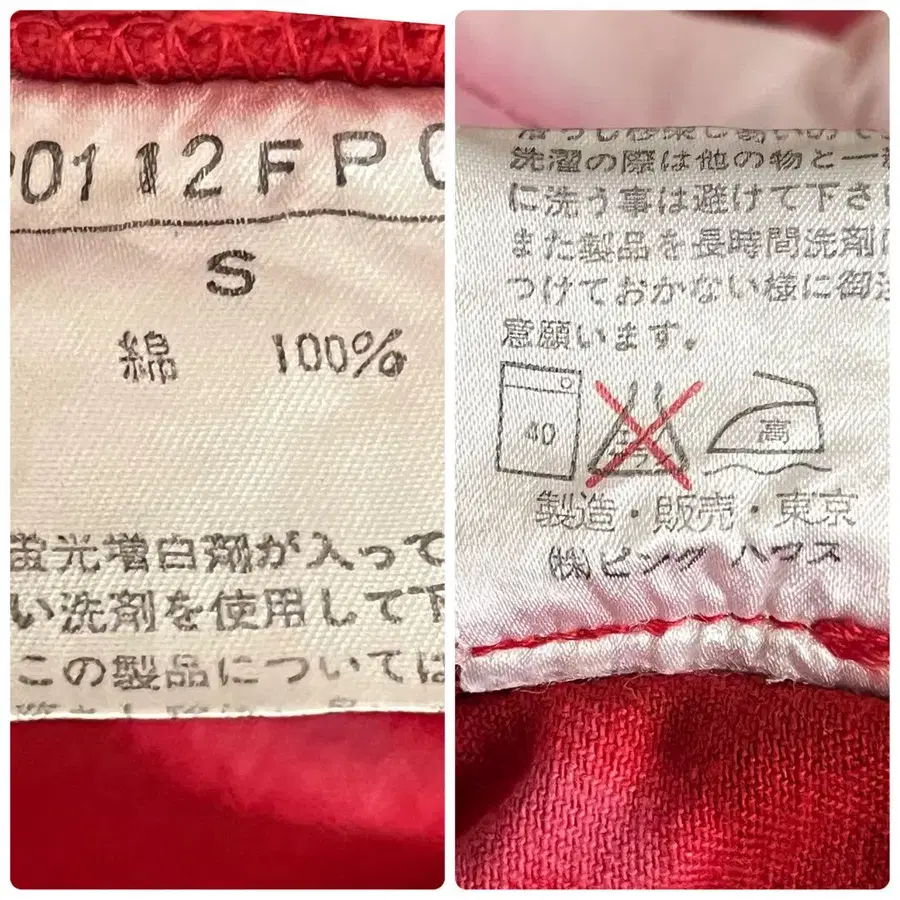 P0112FP0
S
綿 100%
蛍光増白剤が入って
い洗剤を使用して下
この製品については
洗濯の際は他の物と一
に洗う事は避けて下さい
また製品を長時間洗剤に
つけておかない様に御注
意願います。
40
高
製造・販売・東京
㈱ピンク ハウス